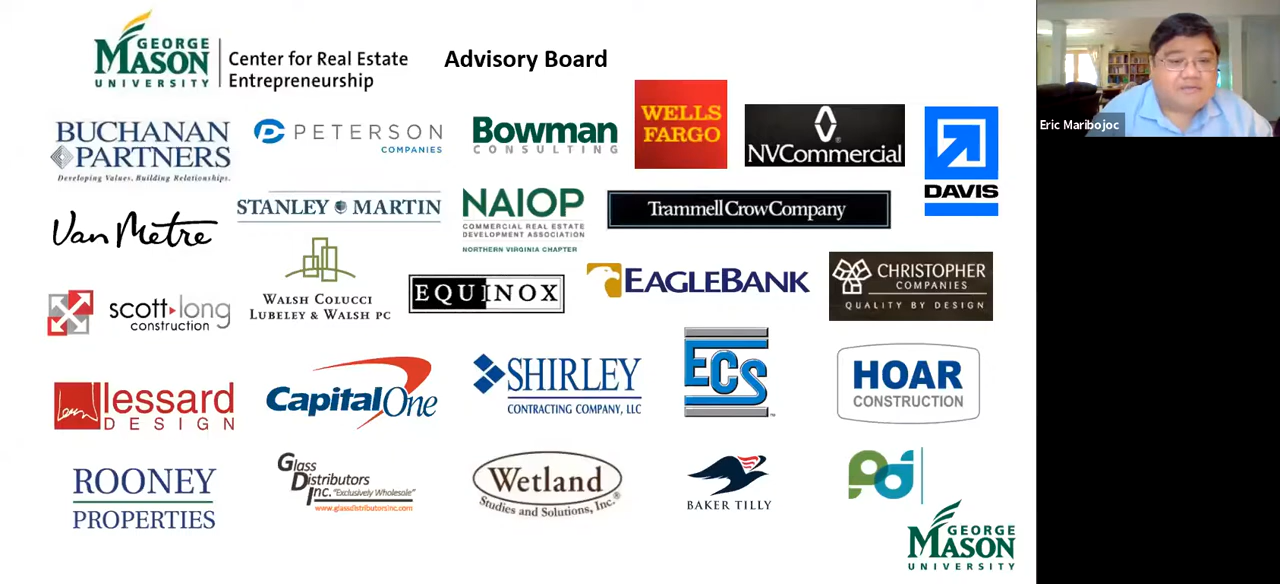 GEORGE
MASON
UNIVERSITY
Center for Real Estate
Entrepreneurship
Advisory Board
Eric Maribojoc
BUCHANAN
PARTNERS
Developing Values. Building Relationships.
PETERSON
COMPANIES
Bowman
CONSULTING
WELLS
FARGO
NVCommercial
DAVIS
Van Metre
STANLEY MARTIN
NAIOP
COMMERCIAL REAL ESTATE
DEVELOPMENT ASSOCIATION
NORTHERN VIRGINIA CHAPTER
TrammellCrowCompany
scott long
construction
WALSH COLUCCI
LUBELEY & WALSH PC
EQUINOX
EAGLEBANK
CHRISTOPHER
COMPANIES
QUALITY BY DESIGN
lessard
DESIGN
CapitalOne
SHIRLEY
CONTRACTING COMPANY, LLC
ECS
HOAR
CONSTRUCTION
ROONEY
PROPERTIES
Glass
Distributors
Inc. "Exclusively Wholesale"
www.glassdistributorsinc.com
Wetland
Studies and Solutions, Inc.®
BAKER TILLY
pd
GEORGE
MASON
UNIVERSITY